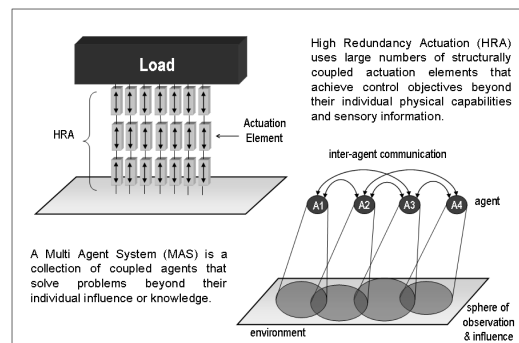 Load
HRA
Actuation
Element
High Redundancy Actuation (HRA)
uses large numbers of structurally
coupled actuation elements that
achieve control objectives beyond
their individual physical capabilities
and sensory information.
inter-agent communication
A1 A2 A3 A4 agent
A Multi Agent System (MAS) is a
collection of coupled agents that
solve problems beyond their
individual influence or knowledge.
environment
sphere of
observation
& influence